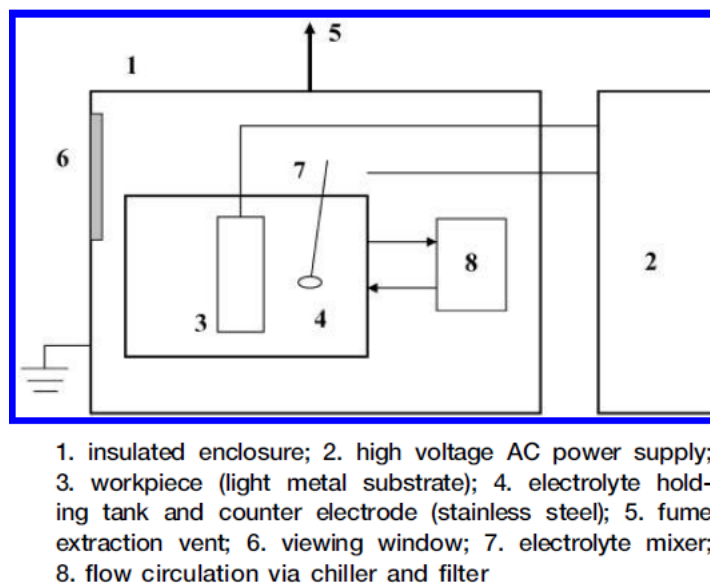 5
1
6
7
8
2
3
4
1. insulated enclosure; 2. high voltage AC power supply;
3. workpiece (light metal substrate); 4. electrolyte hold-
ing tank and counter electrode (stainless steel); 5. fume
extraction vent; 6. viewing window; 7. electrolyte mixer;
8. flow circulation via chiller and filter